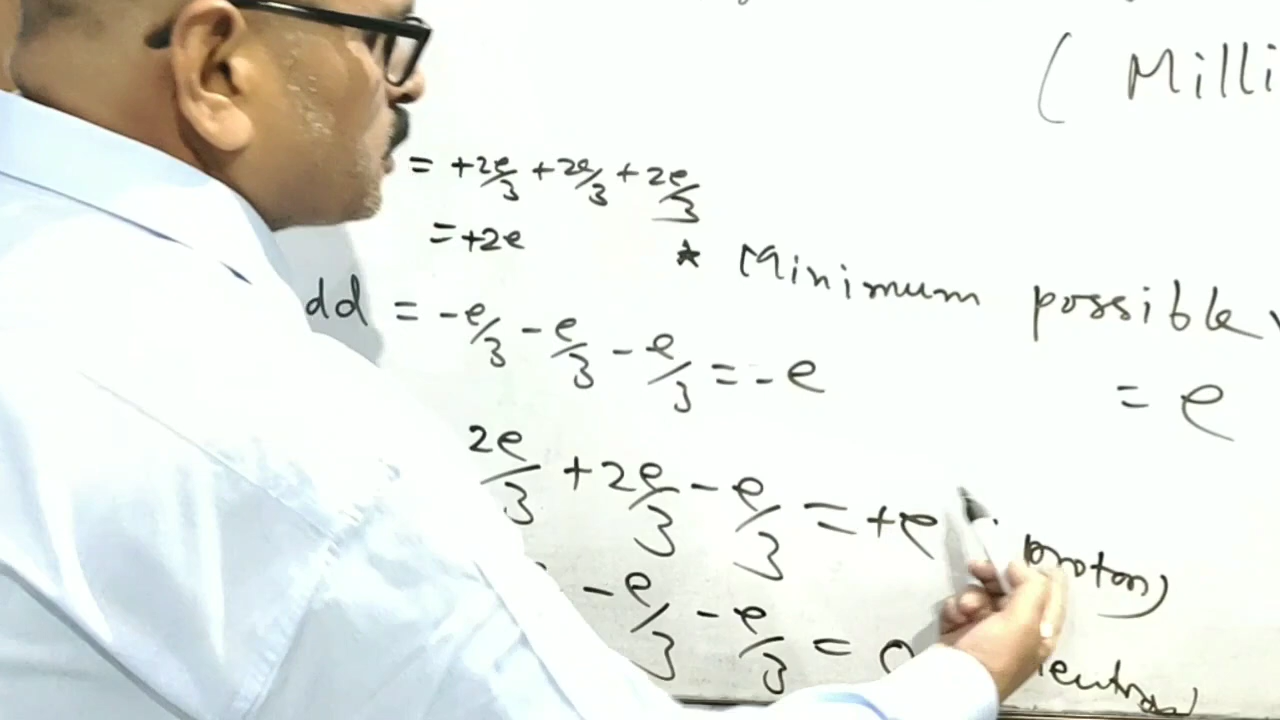 ( Milli
= +2e/3 + 2e/3 + 2e/3
= +2e
* Minimum possible
dd = -e/3 - e/3 - e/3 = -e
= e
2e/3 + 2e/3 - e/3 = +e
proton)
- e/3 - e/3 = 0
eutron